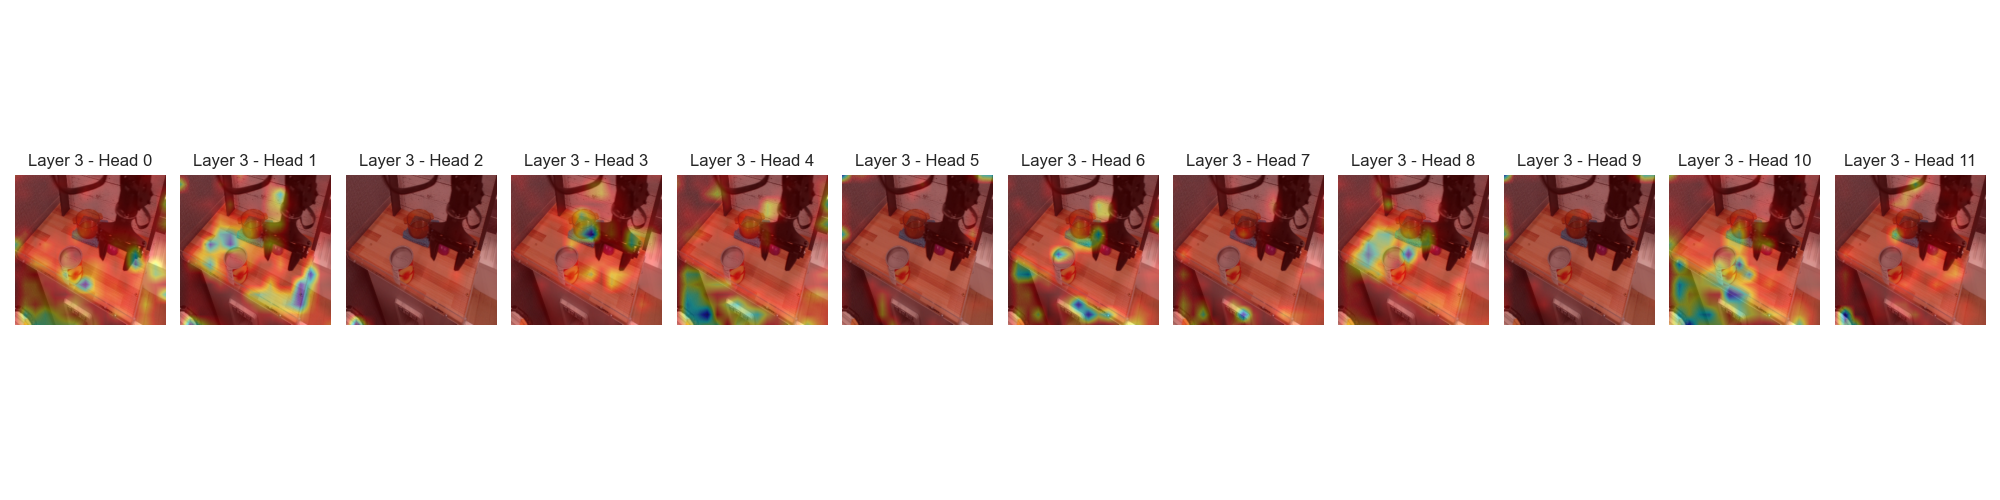 Layer 3 - Head 0
Layer 3 - Head 1
Layer 3 - Head 2
Layer 3 - Head 3
Layer 3 - Head 4
Layer 3 - Head 5
Layer 3 - Head 6
Layer 3 - Head 7
Layer 3 - Head 8
Layer 3 - Head 9
Layer 3 - Head 10
Layer 3 - Head 11